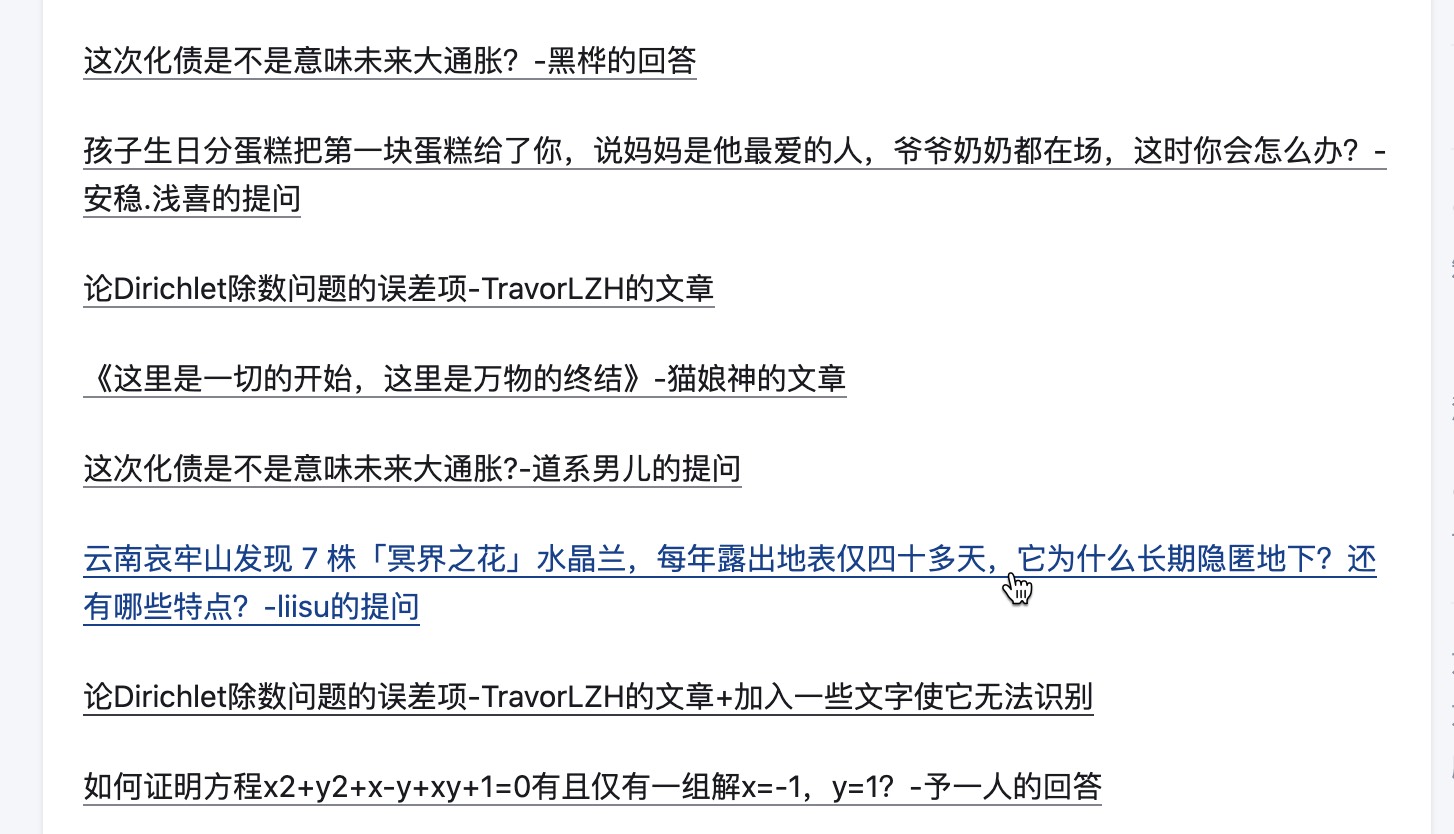 这次化债是不是意味未来大通胀？-黑桦的回答
孩子生日分蛋糕把第一块蛋糕给了你，说妈妈是他最爱的人，爷爷奶奶都在场，这时你会怎么办？-
安稳.浅喜的提问
论Dirichlet除数问题的误差项-TravorLZH的文章
《这里是一切的开始，这里是万物的终结》-猫娘神的文章
这次化债是不是意味未来大通胀?-道系男儿的提问
云南哀牢山发现 7 株「冥界之花」水晶兰，每年露出地表仅四十多天，它为什么长期隐匿地下？还
有哪些特点？-liisu的提问
论Dirichlet除数问题的误差项-TravorLZH的文章+加入一些文字使它无法识别
如何证明方程x2+y2+x-y+xy+1=0有且仅有一组解x=-1，y=1？-予一人的回答